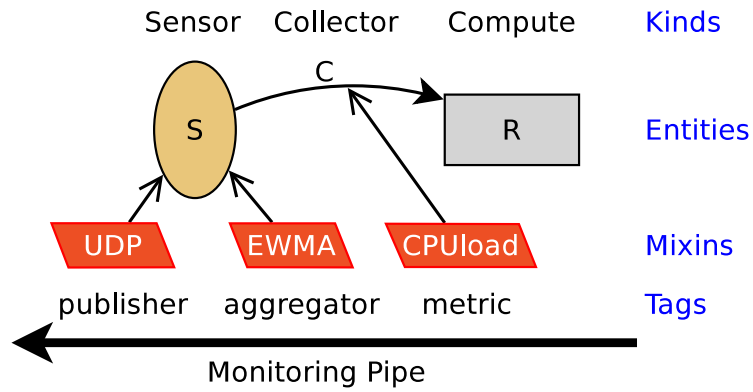 Sensor Collector Compute Kinds
C
S R Entities
UDP EWMA CPUload Mixins
publisher aggregator metric Tags
Monitoring Pipe